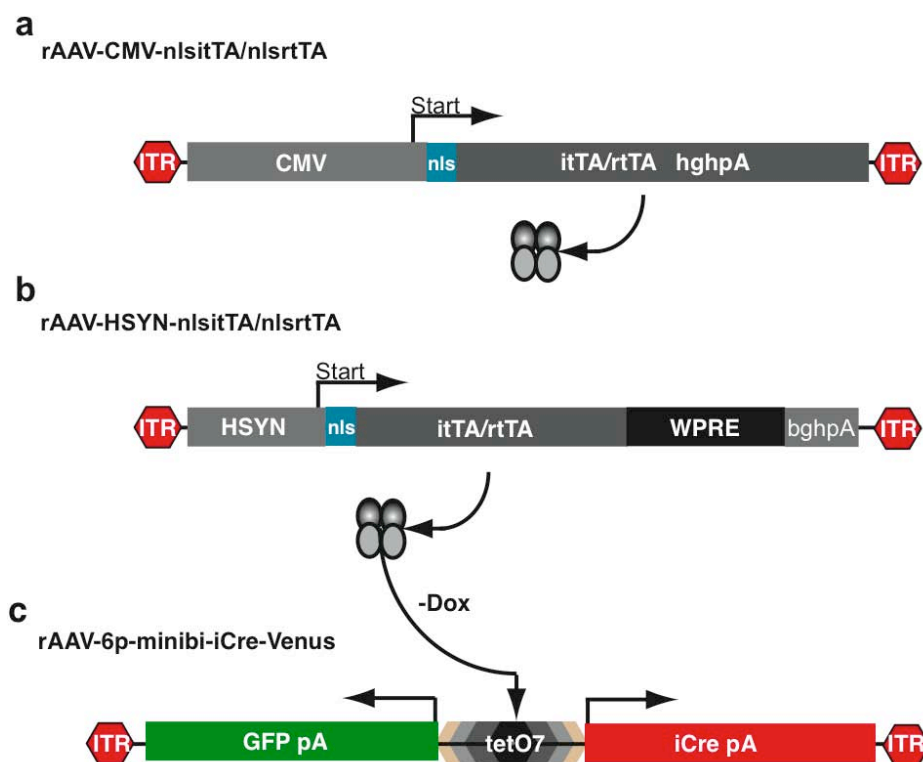 a
rAAV-CMV-nlsitTA/nlsrtTA
Start
ITR CMV nls itTA/rtTA hghpA ITR
b
rAAV-HSYN-nlsitTA/nlsrtTA
Start
ITR HSYN nls itTA/rtTA WPRE bghpA ITR
-Dox
c
rAAV-6p-minibi-iCre-Venus
ITR GFP pA tetO7 iCre pA ITR